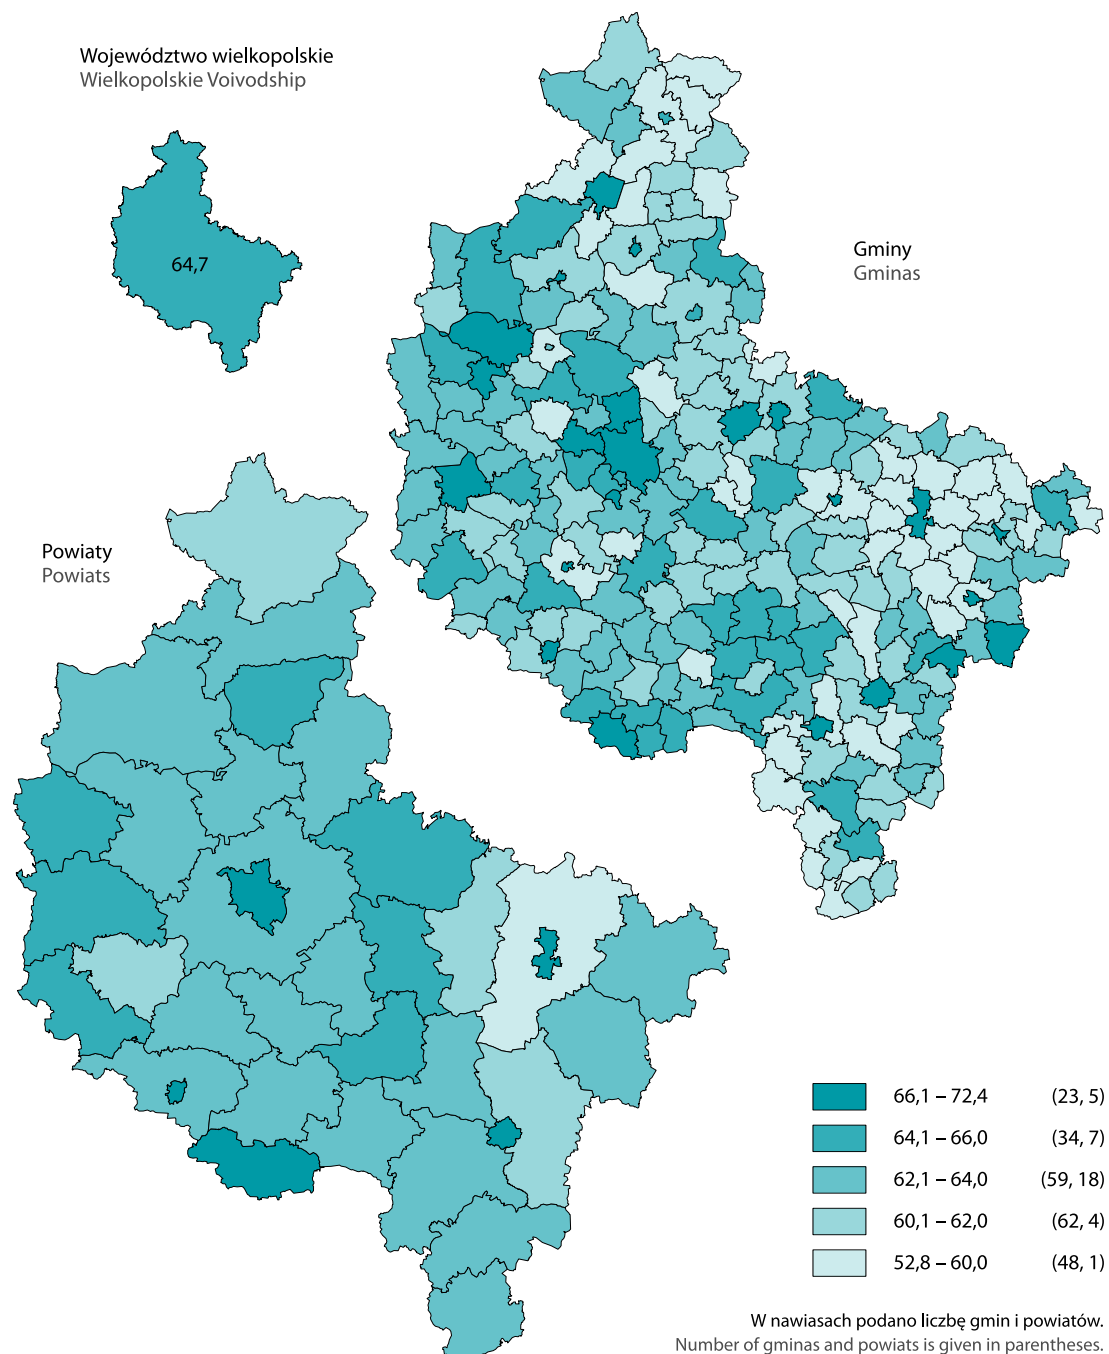 Województwo wielkopolskie
Wielkopolskie Voivodship
64,7
Gminy
Gminas
Powiaty
Powiats
66,1 – 72,4 (23, 5)
64,1 – 66,0 (34, 7)
62,1 – 64,0 (59, 18)
60,1 – 62,0 (62, 4)
52,8 – 60,0 (48, 1)
W nawiasach podano liczbę gmin i powiatów.
Number of gminas and powiats is given in parentheses.